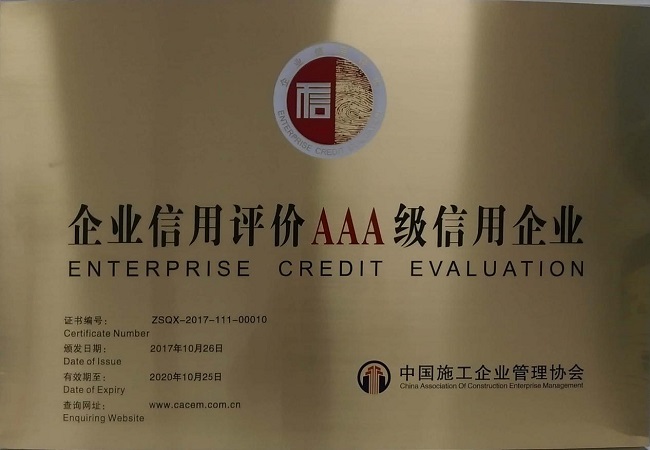 信
ENTERPRISE CREDIT
企业信用评价AAA级信用企业
ENTERPRISE CREDIT EVALUATION
证书编号： ZSQX-2017-111-00010
Certificate Number
颁发日期： 2017年10月26日
Date of Issue
有效期至： 2020年10月25日
Date of Expiry
查询网址： www.cacem.com.cn
Enquiring Website
中国施工企业管理协会
China Association Of Construction Enterprise Management